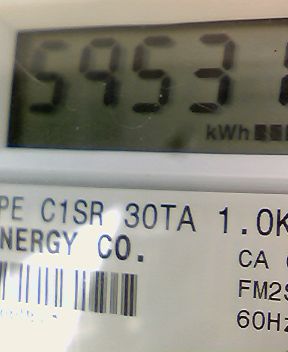 5953
kWh
PE C1SR 30TA 1.0K
NERGY CO.
CA
FM2S
60Hz